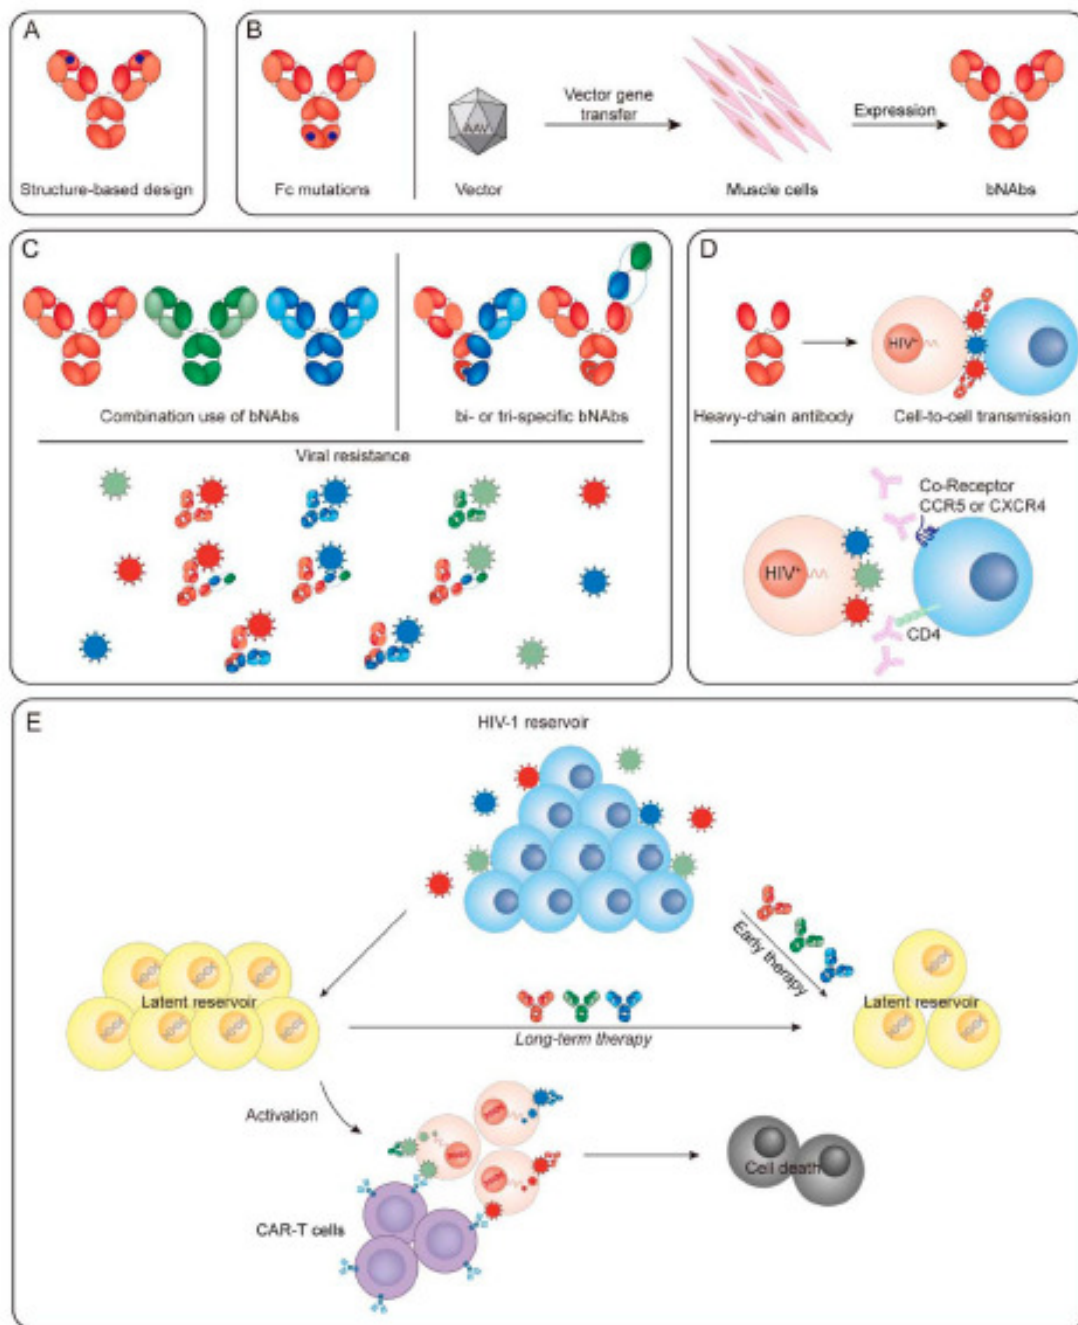 A
Structure-based design
B
Fc mutations
AAV
Vector
Vector gene
transfer
Muscle cells
Expression
bNAbs
C
Combination use of bNAbs
bi- or tri-specific bNAbs
Viral resistance
D
Heavy-chain antibody
HIV+
Cell-to-cell transmission
Co-Receptor
CCR5 or CXCR4
HIV+
CD4
E
HIV-1 reservoir
Early therapy
Latent reservoir
Long-term therapy
Latent reservoir
Activation
CAR-T cells
Cell death